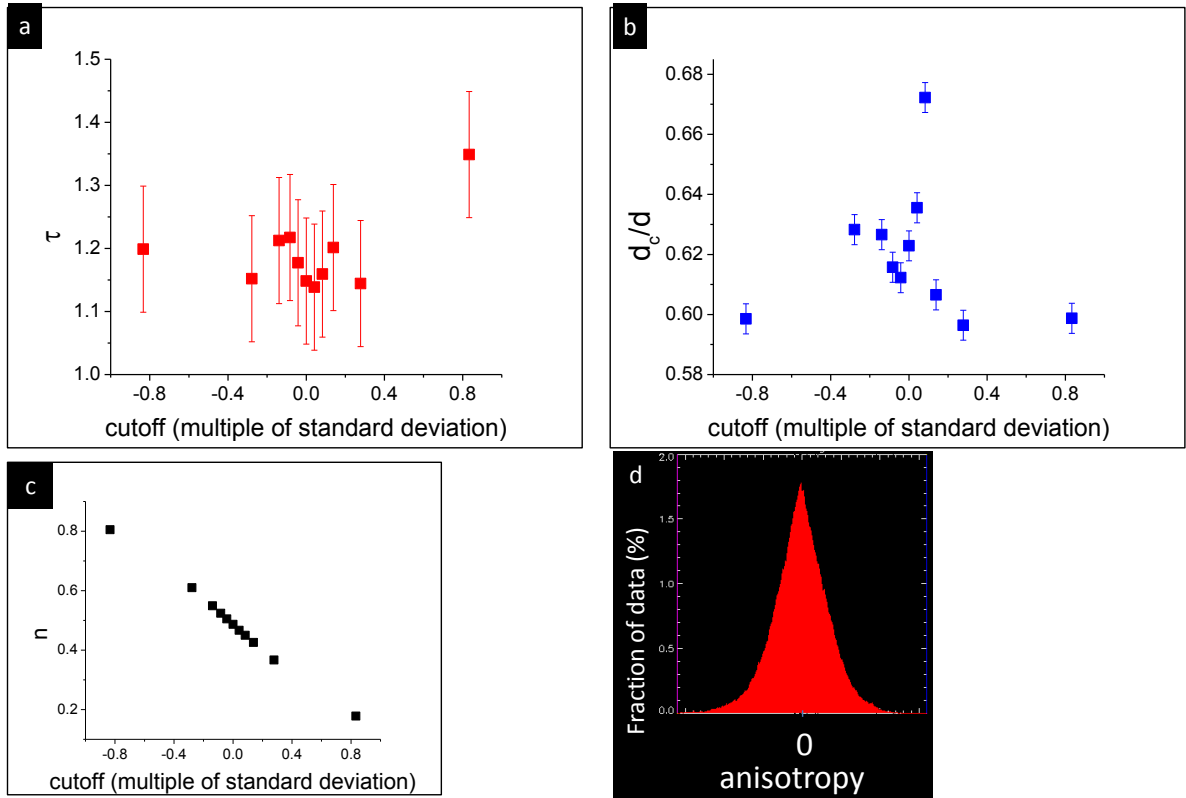 a
1.5
1.4
1.3
1.2
1.1
1.0
τ
-0.8 -0.4 0.0 0.4 0.8
cutoff (multiple of standard deviation)
b
0.68
0.66
0.64
0.62
0.60
0.58
dc/d
-0.8 -0.4 0.0 0.4 0.8
cutoff (multiple of standard deviation)
c
0.8
0.6
0.4
0.2
n
-0.8 -0.4 0.0 0.4 0.8
cutoff (multiple of standard deviation)
d
2.0
1.5
1.0
0.5
0.0
Fraction of data (%)
0
anisotropy